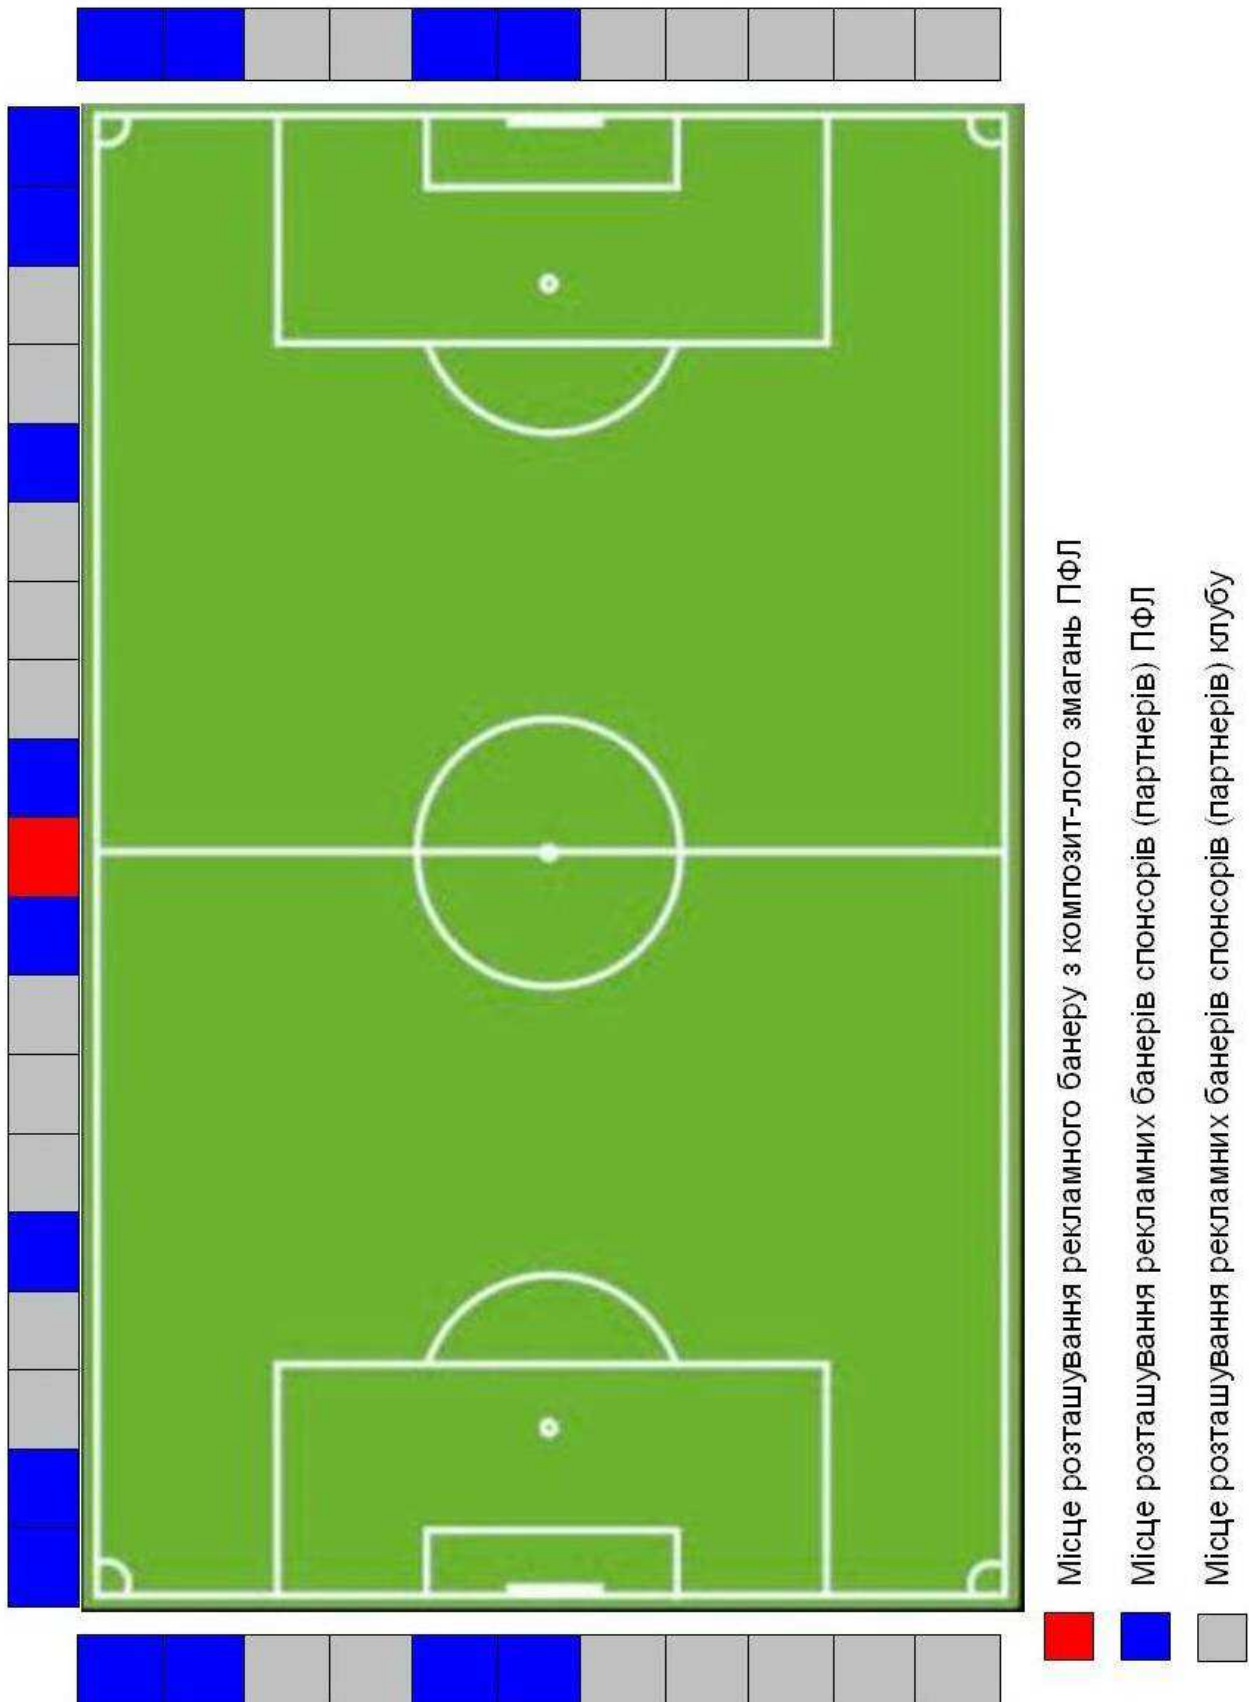 Місце розташування рекламного банеру з композит-лого змагань ПФЛ
Місце розташування рекламних банерів спонсорів (партнерів) ПФЛ
Місце розташування рекламних банерів спонсорів (партнерів) клубу